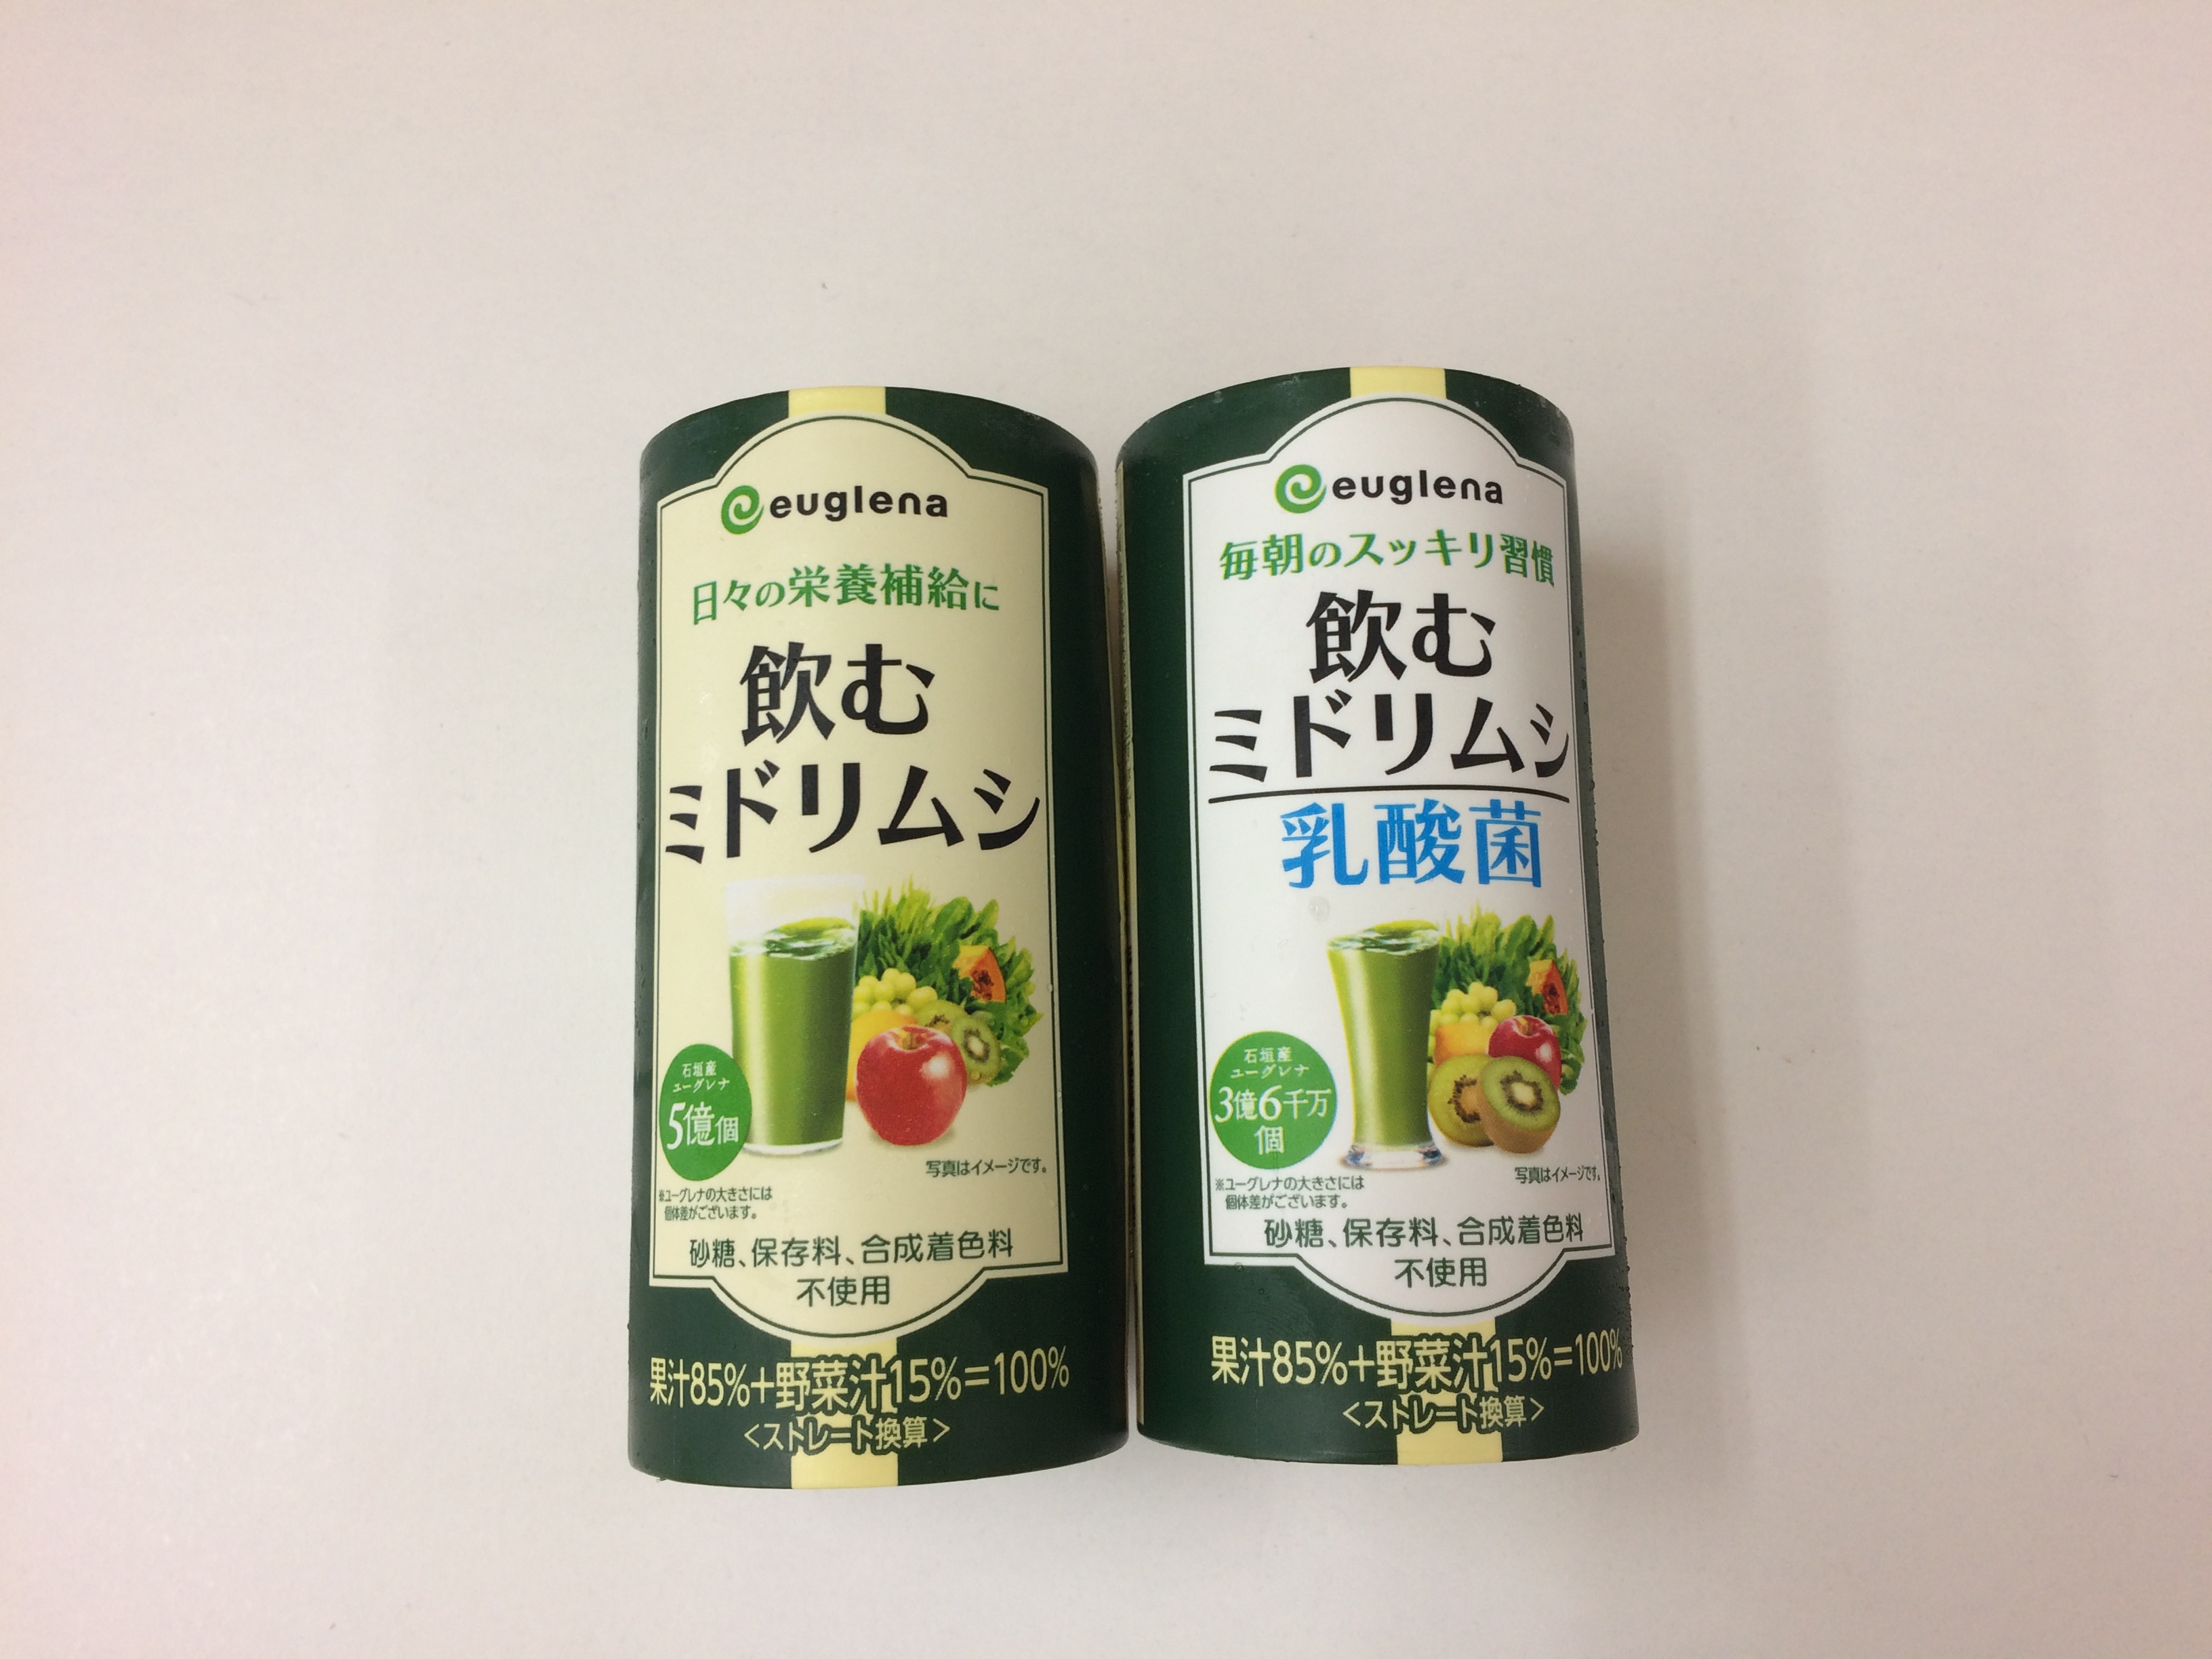 euglena
日々の栄養補給に
飲む
ミドリムシ
石垣産
ユーグレナ
5億個
写真はイメージです。
※ユーグレナの大きさには
個体差がございます。
砂糖、保存料、合成着色料
不使用
果汁85%+野菜汁15%=100%
<ストレート換算>
euglena
毎朝のスッキリ習慣
飲む
ミドリムシ
乳酸菌
石垣産
ユーグレナ
3億6千万
個
写真はイメージです。
※ユーグレナの大きさには
個体差がございます。
砂糖、保存料、合成着色料
不使用
果汁85%+野菜汁15%=100%
<ストレート換算>